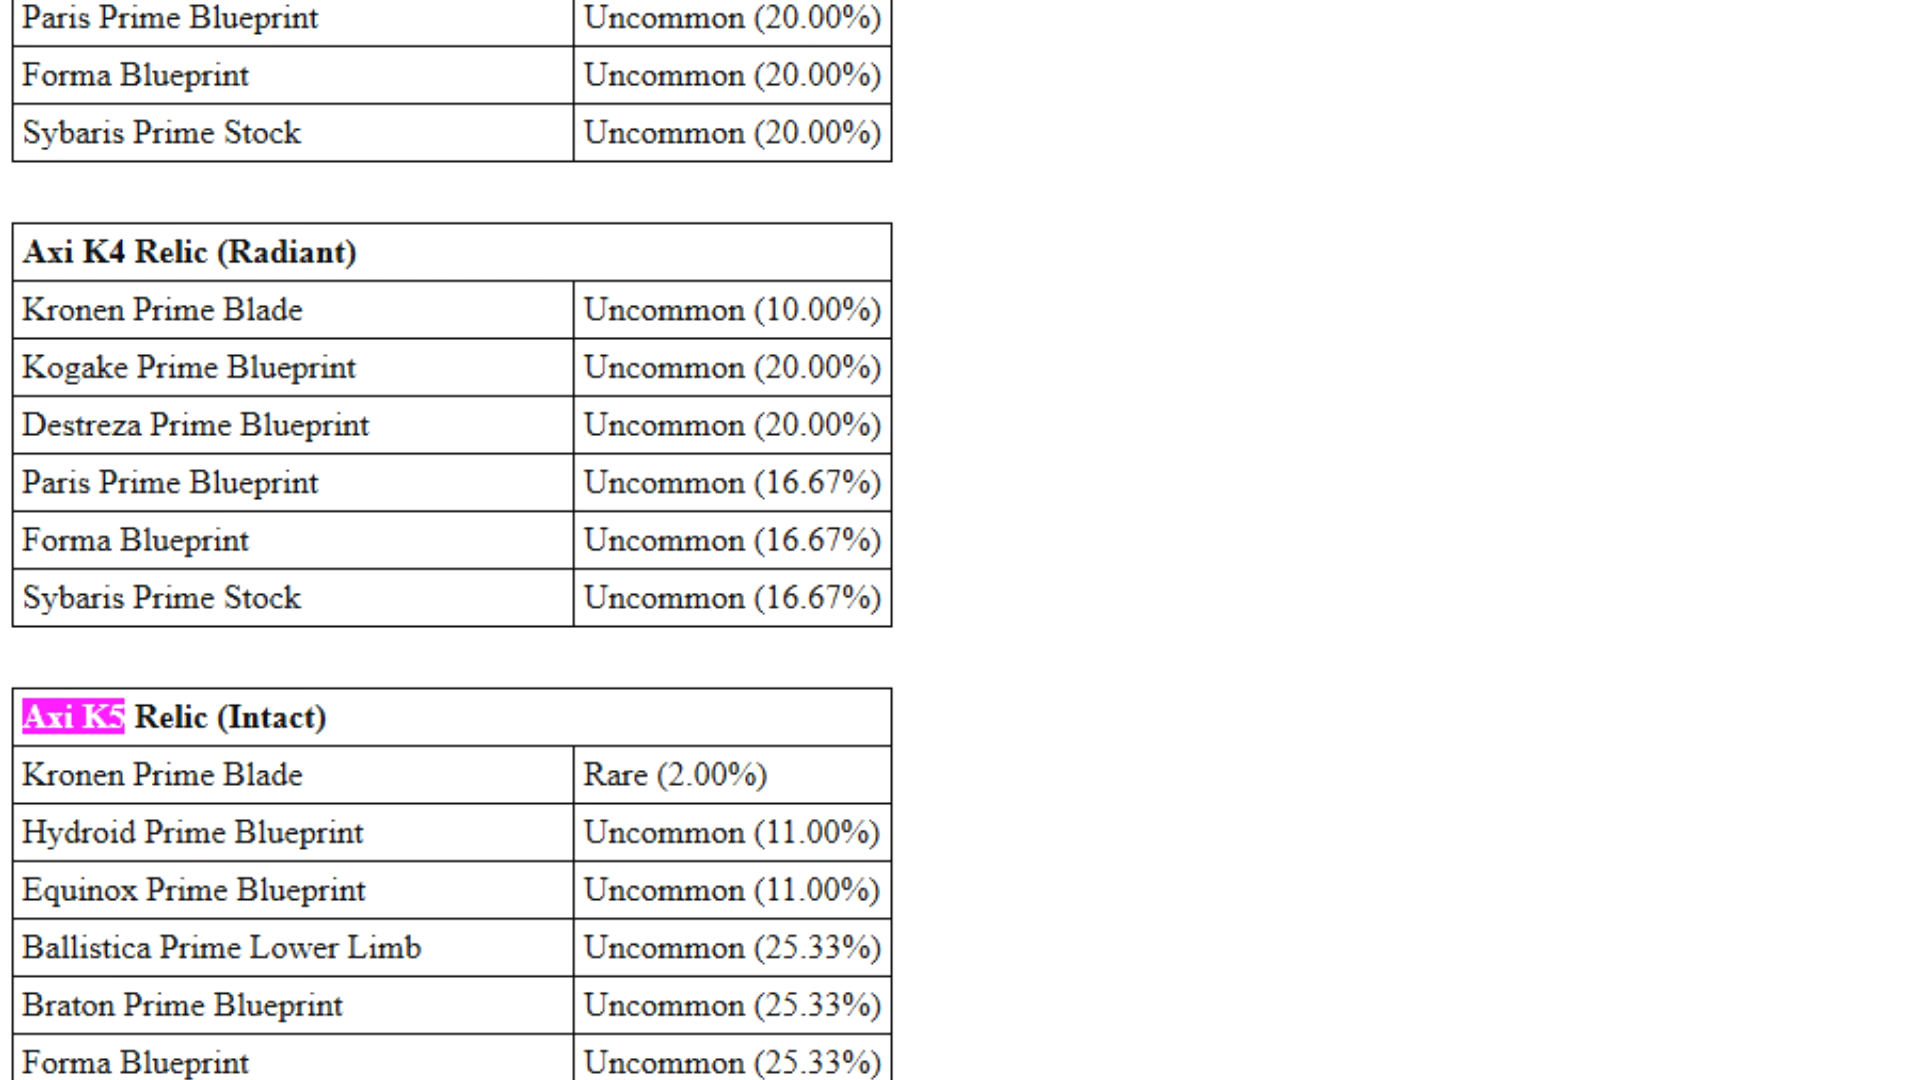 Paris Prime Blueprint Uncommon (20.00%)
Forma Blueprint Uncommon (20.00%)
Sybaris Prime Stock Uncommon (20.00%)
Axi K4 Relic (Radiant)
Kronen Prime Blade Uncommon (10.00%)
Kogake Prime Blueprint Uncommon (20.00%)
Destreza Prime Blueprint Uncommon (20.00%)
Paris Prime Blueprint Uncommon (16.67%)
Forma Blueprint Uncommon (16.67%)
Sybaris Prime Stock Uncommon (16.67%)
Axi K5 Relic (Intact)
Kronen Prime Blade Rare (2.00%)
Hydroid Prime Blueprint Uncommon (11.00%)
Equinox Prime Blueprint Uncommon (11.00%)
Ballistica Prime Lower Limb Uncommon (25.33%)
Braton Prime Blueprint Uncommon (25.33%)
Forma Blueprint Uncommon (25.33%)